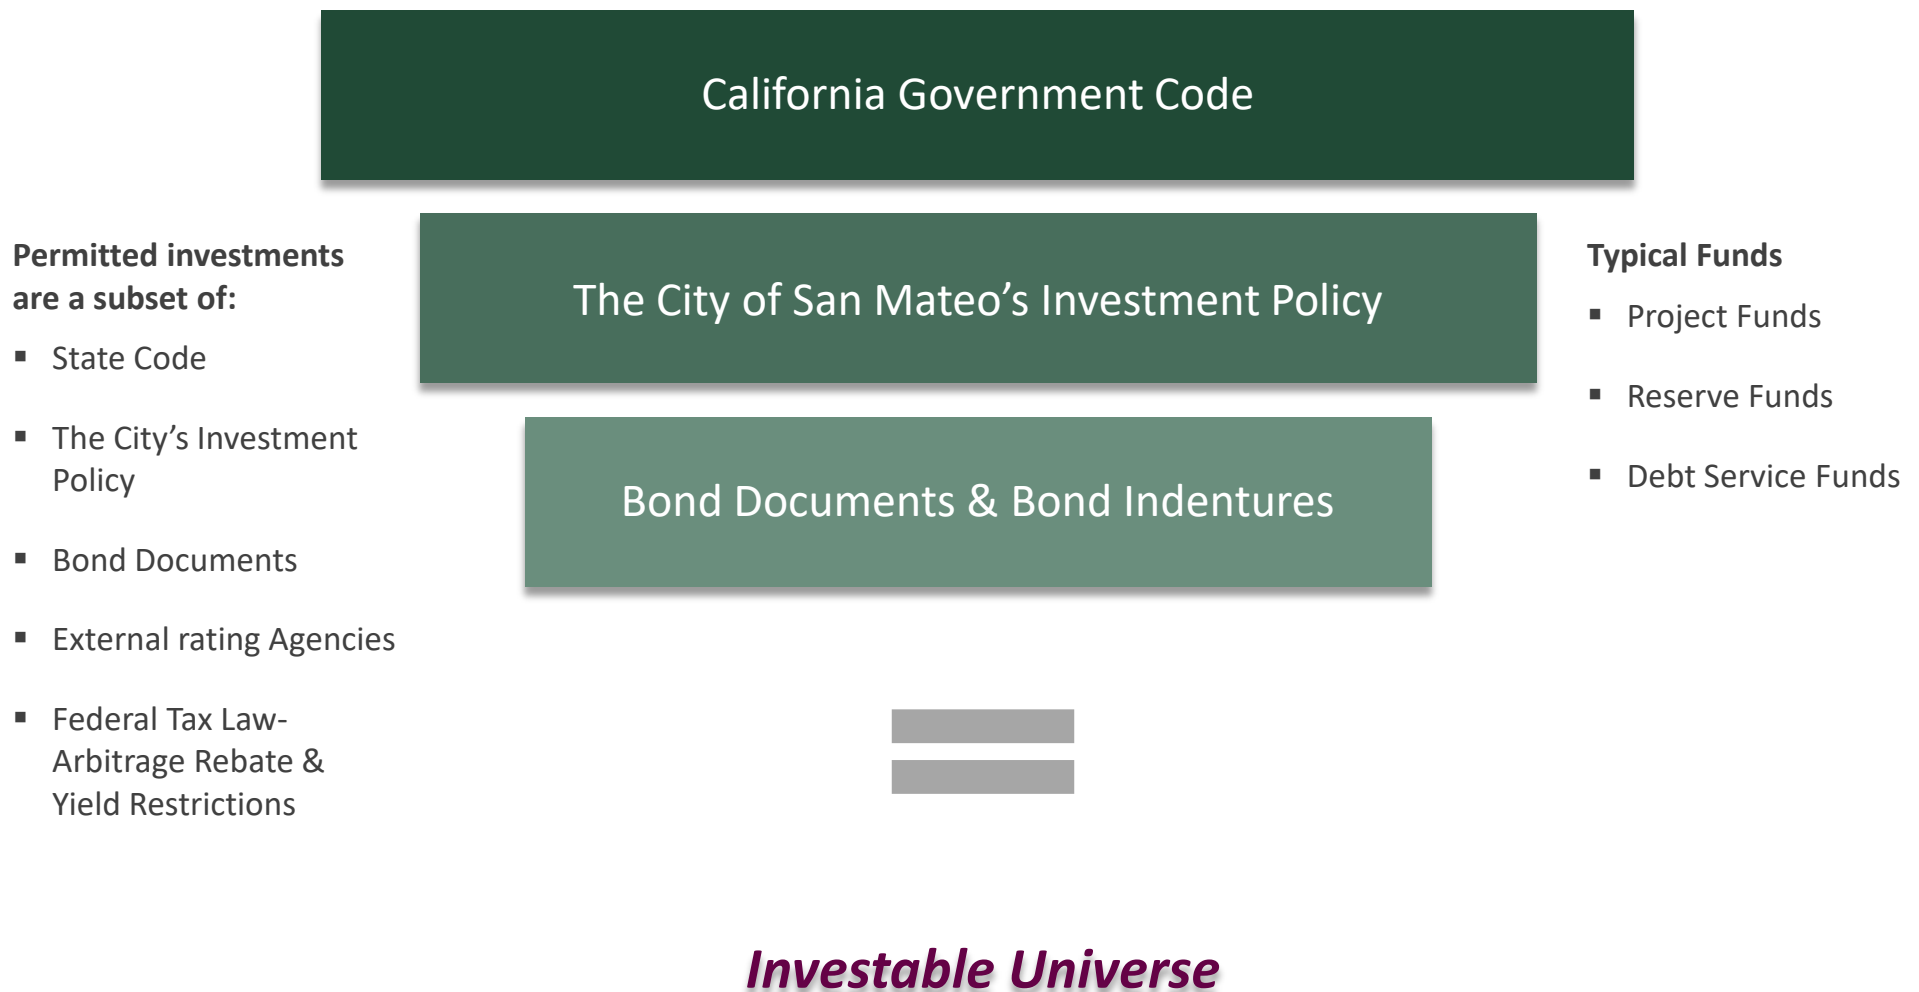 California Government Code
Permitted investments
are a subset of:
▪ State Code
▪ The City’s Investment
Policy
▪ Bond Documents
▪ External rating Agencies
▪ Federal Tax Law-
Arbitrage Rebate &
Yield Restrictions
The City of San Mateo’s Investment Policy
Bond Documents & Bond Indentures
Typical Funds
▪ Project Funds
▪ Reserve Funds
▪ Debt Service Funds
Investable Universe